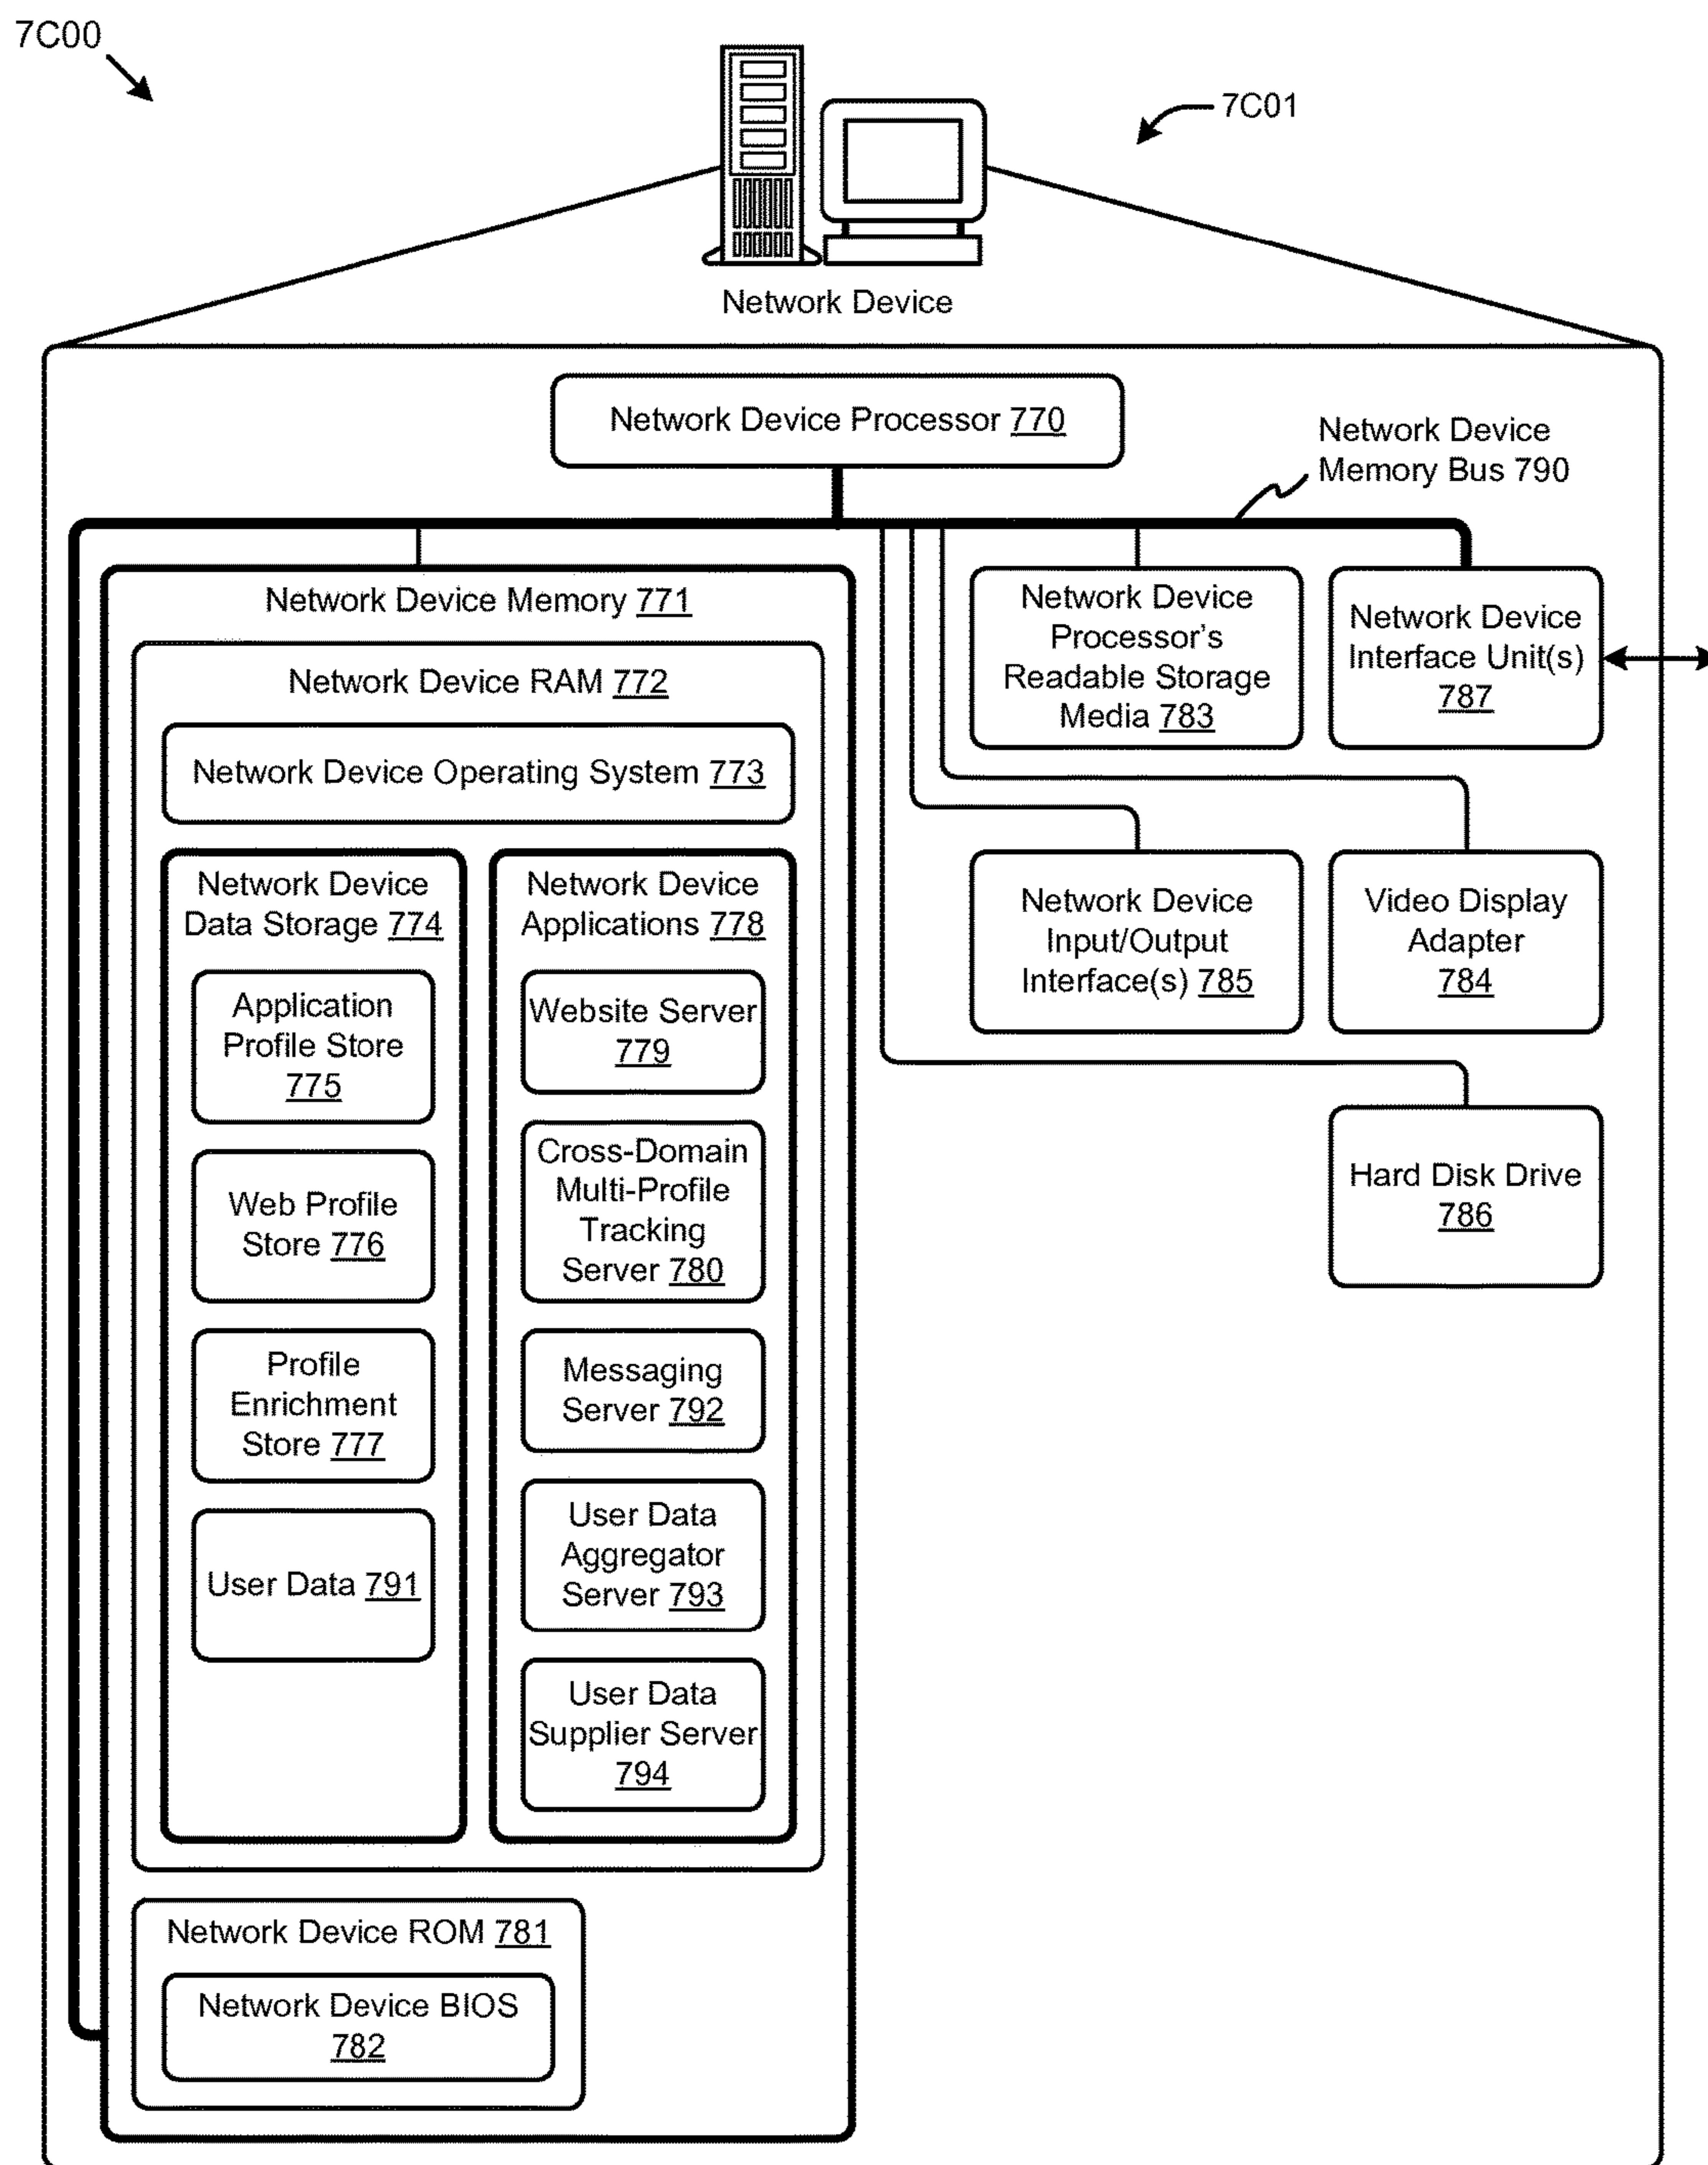 7C00
7C01
Network Device
Network Device Processor 770
Network Device
Memory Bus 790
Network Device Memory 771
Network Device RAM 772
Network Device Operating System 773
Network Device
Data Storage 774
Application
Profile Store
775
Web Profile
Store 776
Profile
Enrichment
Store 777
User Data 791
Network Device
Applications 778
Website Server
779
Cross-Domain
Multi-Profile
Tracking
Server 780
Messaging
Server 792
User Data
Aggregator
Server 793
User Data
Supplier Server
794
Network Device ROM 781
Network Device BIOS
782
Network Device
Processor's
Readable Storage
Media 783
Network Device
Interface Unit(s)
787
Network Device
Input/Output
Interface(s) 785
Video Display
Adapter
784
Hard Disk Drive
786